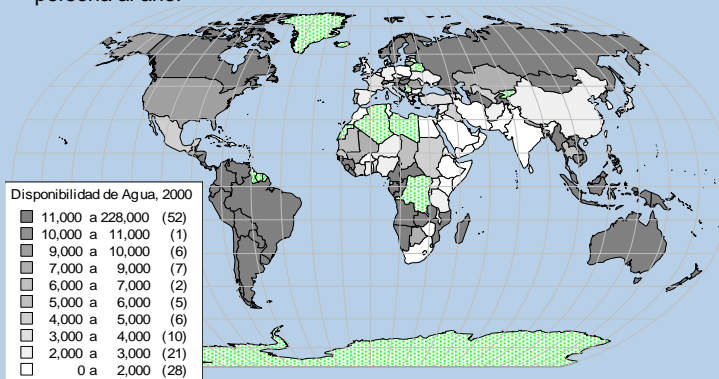 persona al año.
Disponibilidad de Agua, 2000
11,000 a 228,000 (52)
10,000 a 11,000 (1)
9,000 a 10,000 (6)
7,000 a 9,000 (7)
6,000 a 7,000 (2)
5,000 a 6,000 (5)
4,000 a 5,000 (6)
3,000 a 4,000 (10)
2,000 a 3,000 (21)
0 a 2,000 (28)